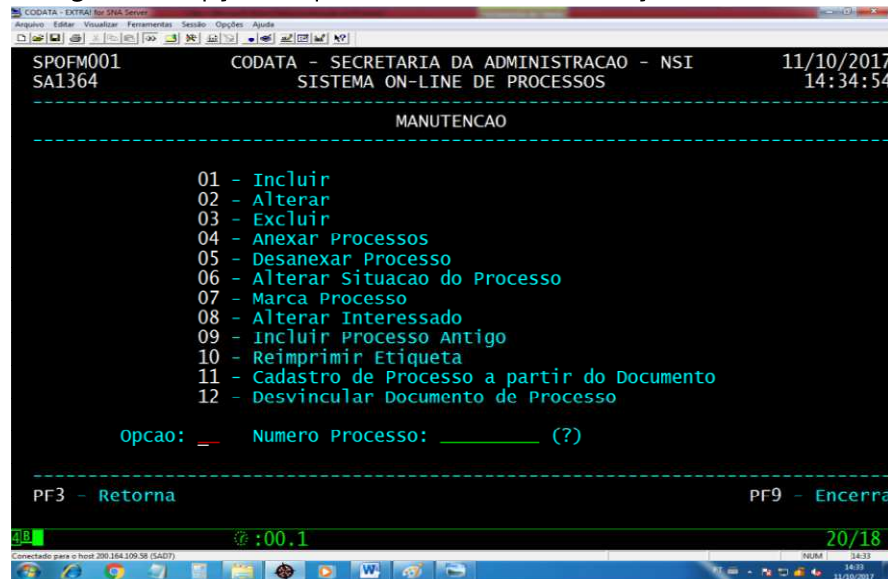 CODATA - EXTRA! for SNA Server
Arquivo Editar Visualizar Ferramentas Sessão Opções Ajuda
SPOFM001 CODATA - SECRETARIA DA ADMINISTRACAO - NSI 11/10/2017
SA1364 SISTEMA ON-LINE DE PROCESSOS 14:34:54
MANUTENCAO
01 - Incluir
02 - Alterar
03 - Excluir
04 - Anexar Processos
05 - Desanexar Processo
06 - Alterar Situacao do Processo
07 - Marca Processo
08 - Alterar Interessado
09 - Incluir Processo Antigo
10 - Reimprimir Etiqueta
11 - Cadastro de Processo a partir do Documento
12 - Desvincular Documento de Processo
Opcao: __ Numero Processo: _________ (?)
PF3 - Retorna PF9 - Encerra
4B :00.1 20/18
Conectado para o host 200.164.109.58 (SAD7) NUM 14:33
PT 14:33
11/10/2017